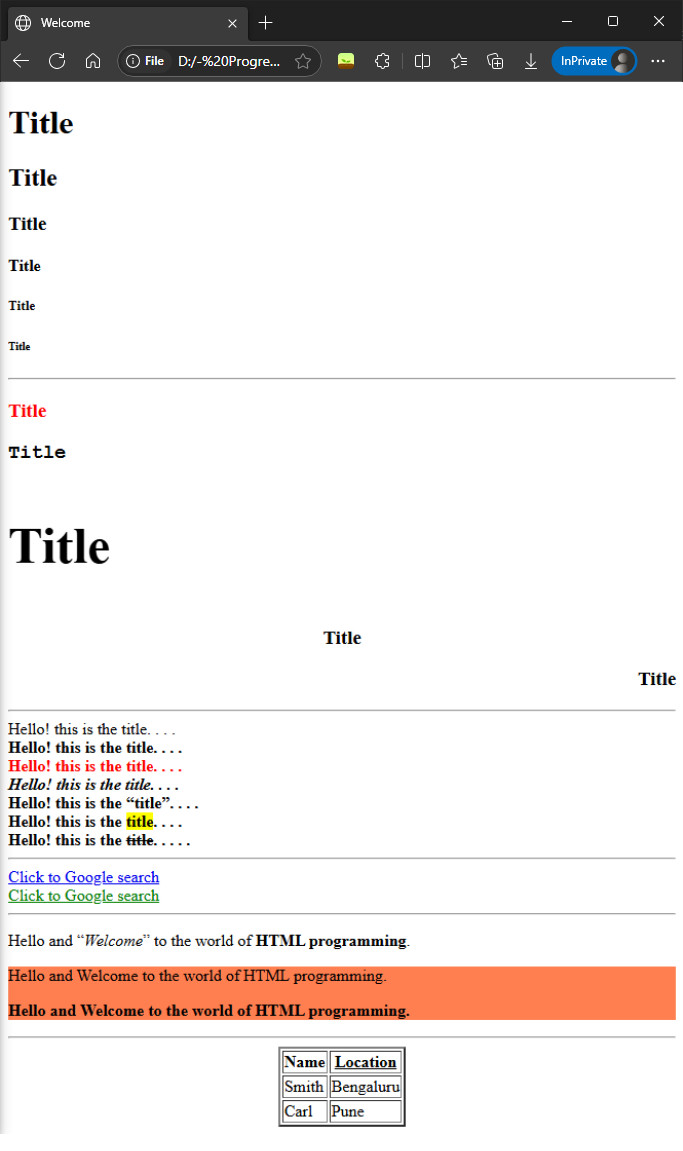 Welcome
File D:/-%20Progre...
InPrivate
Title
Title
Title
Title
Title
Title
Title
Title
Title
Title
Title
Hello! this is the title. . . .
Hello! this is the title. . . .
Hello! this is the title. . . .
Hello! this is the title. . . .
Hello! this is the “title”. . . .
Hello! this is the title. . . .
Hello! this is the title. . . . .
Click to Google search
Click to Google search
Hello and “Welcome” to the world of HTML programming.
Hello and Welcome to the world of HTML programming.
Hello and Welcome to the world of HTML programming.
Name Location
Smith Bengaluru
Carl Pune